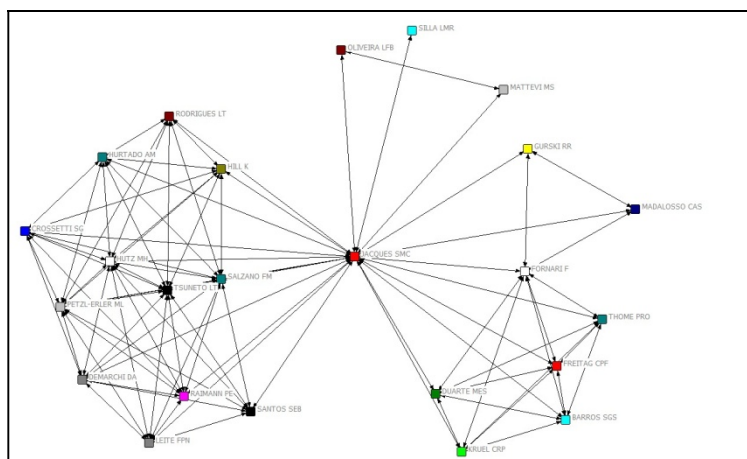 SILLA LMR
OLIVEIRA LFB
MATTEVI MS
RODRIGUES LT
GURSKI RR
HURTADO AM
HILL K
MADALOSSO CAS
CROSSETTI SG
JACQUES SMC
HUTZ MH
FORNARI F
SALZANO FM
TSUNETO LT
PETZL-ERLER ML
THOME PRO
FREITAG CPF
DEMARCHI DA
DUARTE MES
RAIMANN PE
SANTOS SEB
BARROS SGS
LEITE FPN
KRUEL CRP